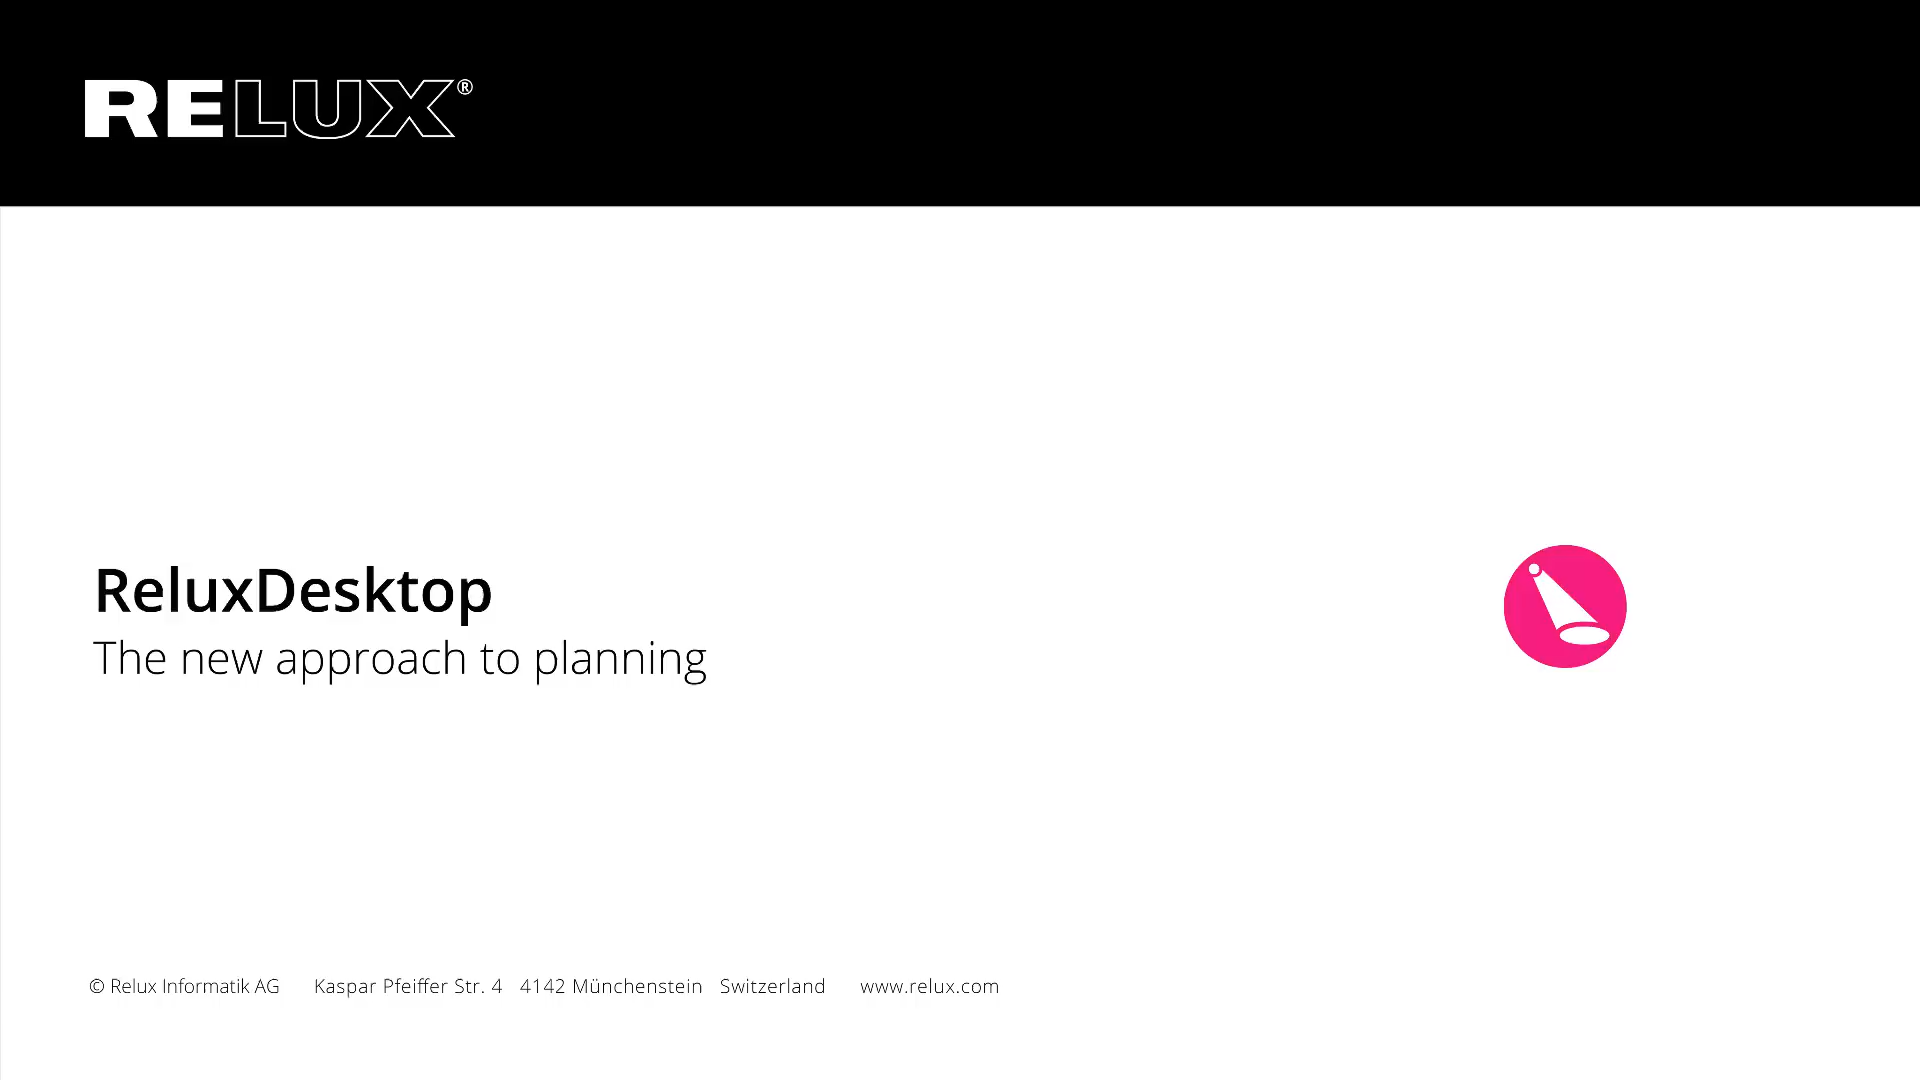 RELUX®
ReluxDesktop
The new approach to planning
© Relux Informatik AG Kaspar Pfeiffer Str. 4 4142 Münchenstein Switzerland www.relux.com